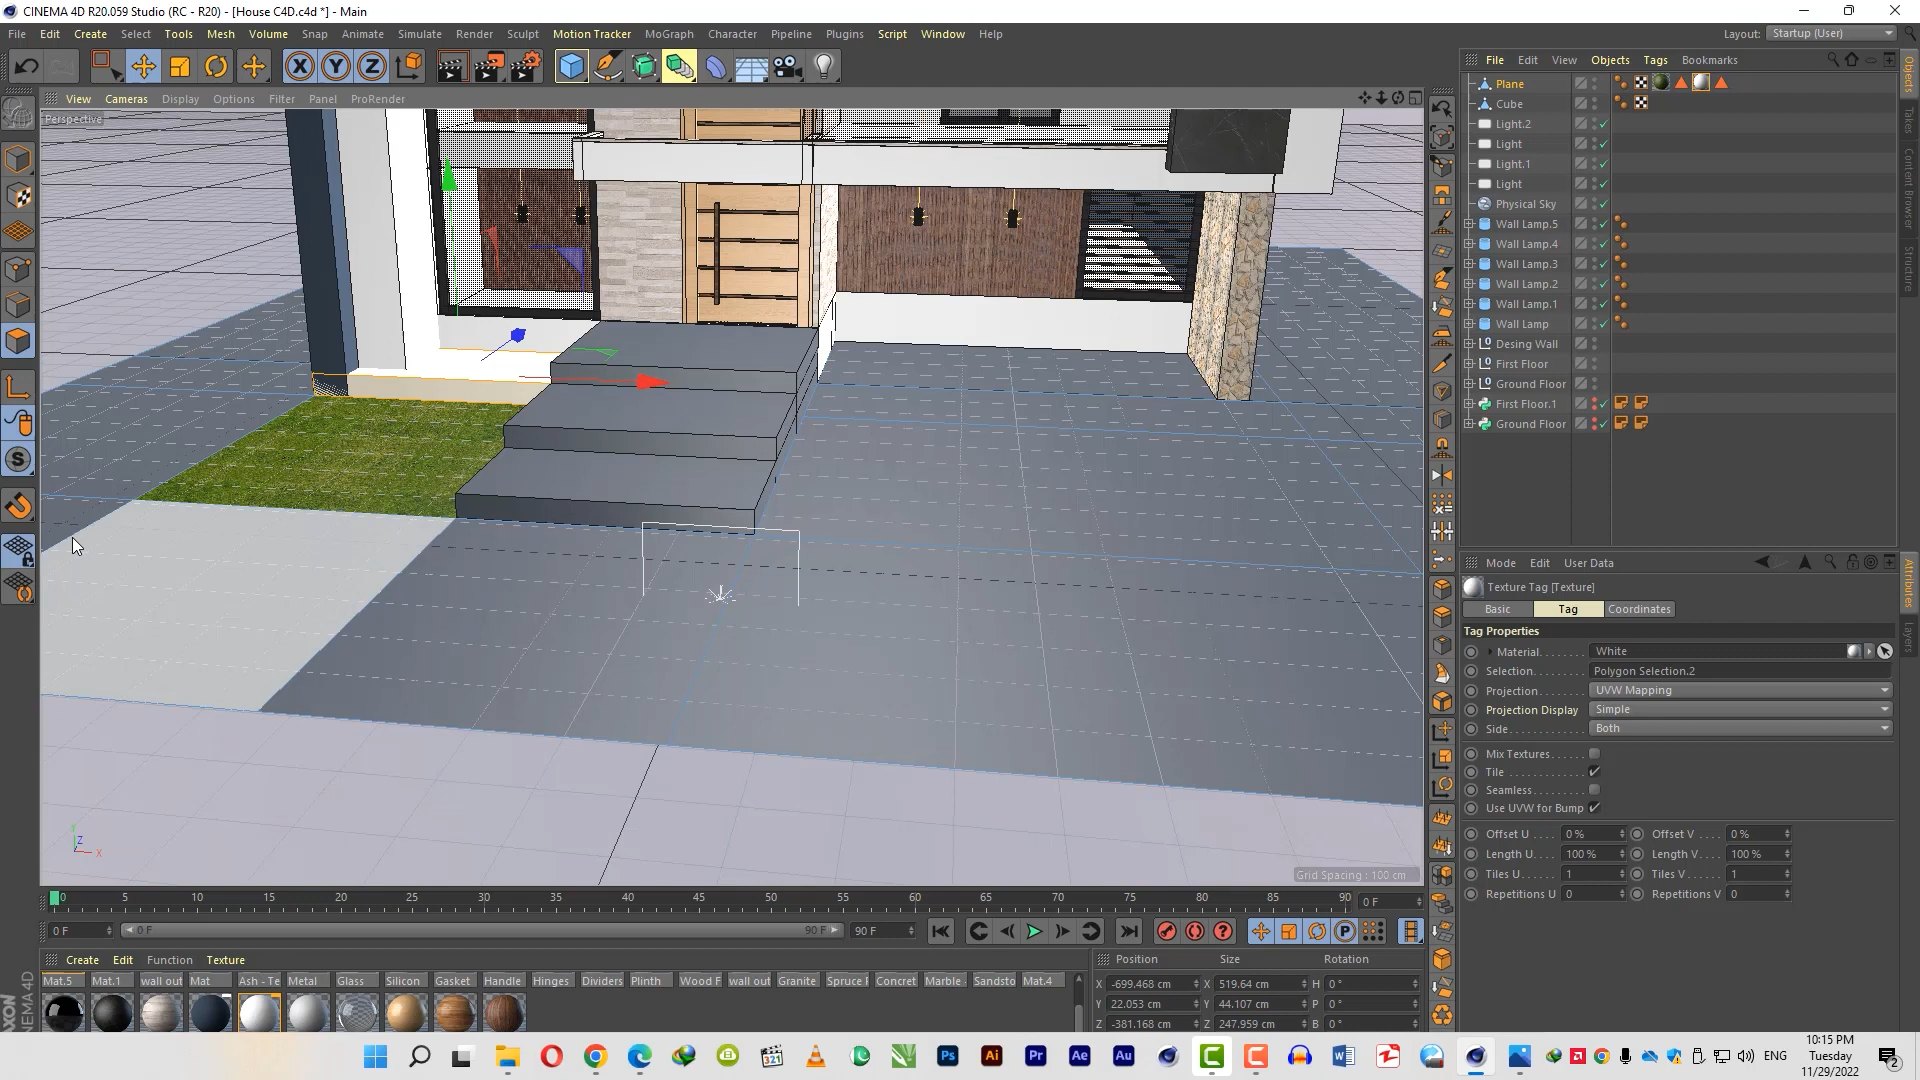 CINEMA 4D R20.059 Studio (RC - R20) - [House C4D.c4d *] - Main
File Edit Create Select Tools Mesh Volume Snap Animate Simulate Render Sculpt Motion Tracker MoGraph Character Pipeline Plugins Script Window Help
Layout: Startup (User)
View Cameras Display Options Filter Panel ProRender
Perspective
File Edit View Objects Tags Bookmarks
Plane
Cube
Light.2
Light
Light.1
Light
Physical Sky
Wall Lamp.5
Wall Lamp.4
Wall Lamp.3
Wall Lamp.2
Wall Lamp.1
Wall Lamp
Desing Wall
First Floor
Ground Floor
First Floor.1
Ground Floor
Objects
Takes
Content Browser
Structure
Mode Edit User Data
Texture Tag [Texture]
Basic Tag Coordinates
Tag Properties
Material. White
Selection. Polygon Selection.2
Projection UVW Mapping
Projection Display Simple
Side. Both
Mix Textures.
Tile
Seamless.
Use UVW for Bump
Offset U 0 % Offset V 0 %
Length U. 100 % Length V. 100 %
Tiles U 1 Tiles V 1
Repetitions U 0 Repetitions V 0
Attributes
Layers
Y
Z
X
Grid Spacing : 100 cm
0 5 10 15 20 25 30 35 40 45 50 55 60 65 70 75 80 85 90 0 F
0 F 0 F 90 F 90 F
Create Edit Function Texture
Mat.5 Mat.1 wall out Mat Ash - Te Metal Glass Silicon Gasket Handle Hinges Dividers Plinth Wood F wall out Granite Spruce F Concret Marble Sandsto Mat.4
Position Size Rotation
X -699.468 cm X 519.64 cm H 0 °
Y 22.053 cm Y 44.107 cm P 0 °
Z -381.168 cm Z 247.959 cm B 0 °
ENG
10:15 PM
Tuesday
11/29/2022
2